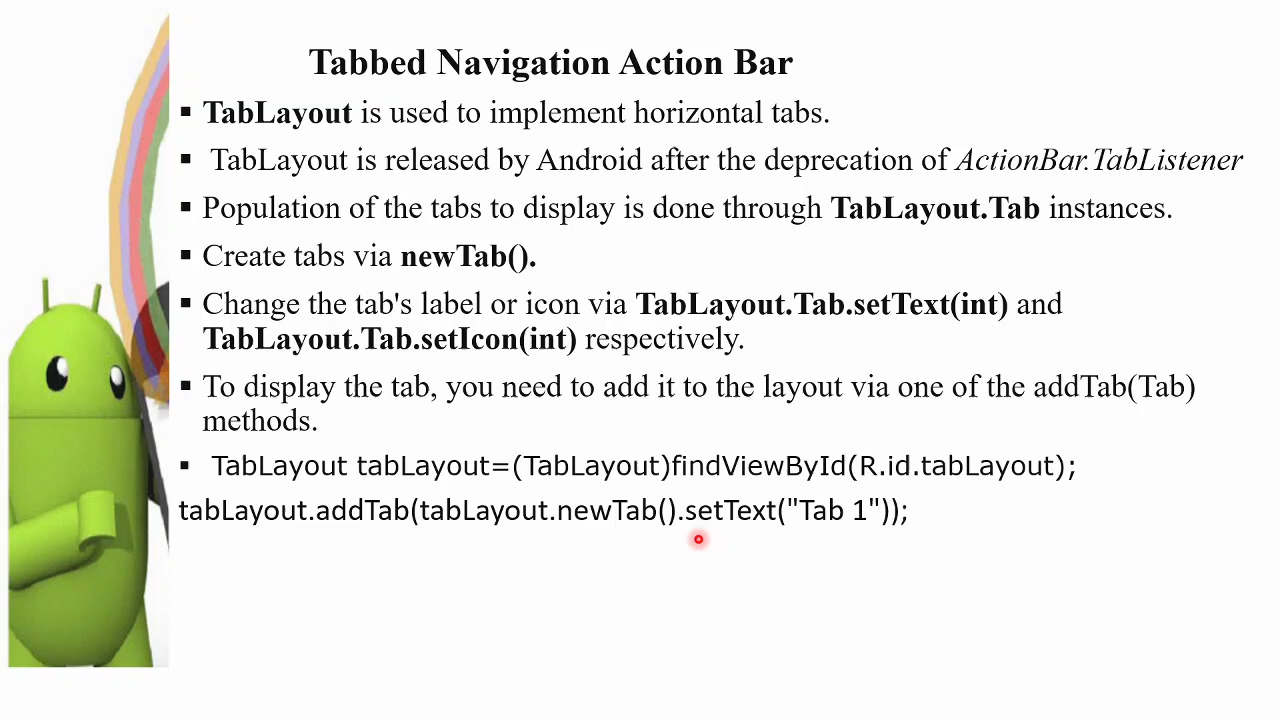 Tabbed Navigation Action Bar
▪ TabLayout is used to implement horizontal tabs.
▪ TabLayout is released by Android after the deprecation of ActionBar.TabListener
▪ Population of the tabs to display is done through TabLayout.Tab instances.
▪ Create tabs via newTab().
▪ Change the tab's label or icon via TabLayout.Tab.setText(int) and
TabLayout.Tab.setIcon(int) respectively.
▪ To display the tab, you need to add it to the layout via one of the addTab(Tab)
methods.
▪ TabLayout tabLayout=(TabLayout)findViewById(R.id.tabLayout);
tabLayout.addTab(tabLayout.newTab().setText("Tab 1"));